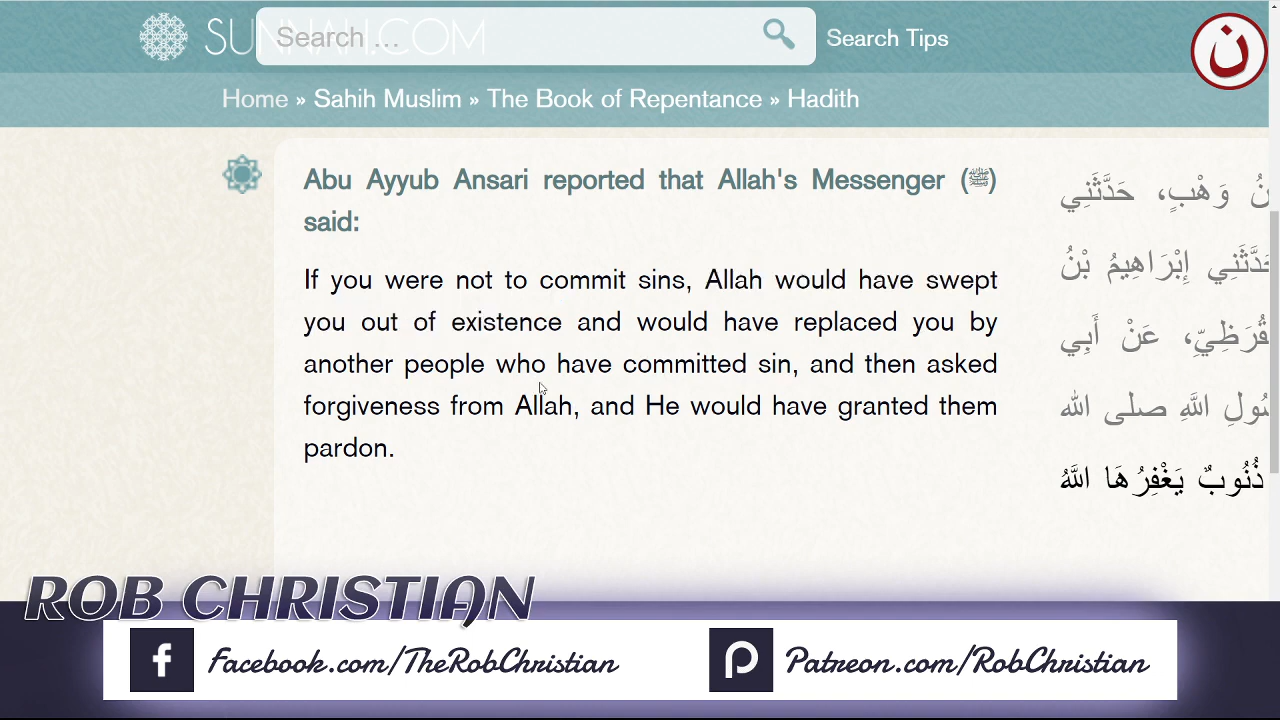 SUNNAH.COM
Search ...
Search Tips
ن
Home » Sahih Muslim » The Book of Repentance » Hadith
Abu Ayyub Ansari reported that Allah's Messenger (ﷺ)
said:
If you were not to commit sins, Allah would have swept
you out of existence and would have replaced you by
another people who have committed sin, and then asked
forgiveness from Allah, and He would have granted them
pardon.
نُ وَهْبٍ، حَدَّثَنِي
حَدَّثَنِي إِبْرَاهِيمُ بْنُ
قُرَظِيِّ، عَنْ أَبِي
سُولِ اللَّهِ صلى الله
ذُنُوبٌ يَغْفِرُهَا اللَّهُ
ROB CHRISTIAN
Facebook.com/TheRobChristian
Patreon.com/RobChristian